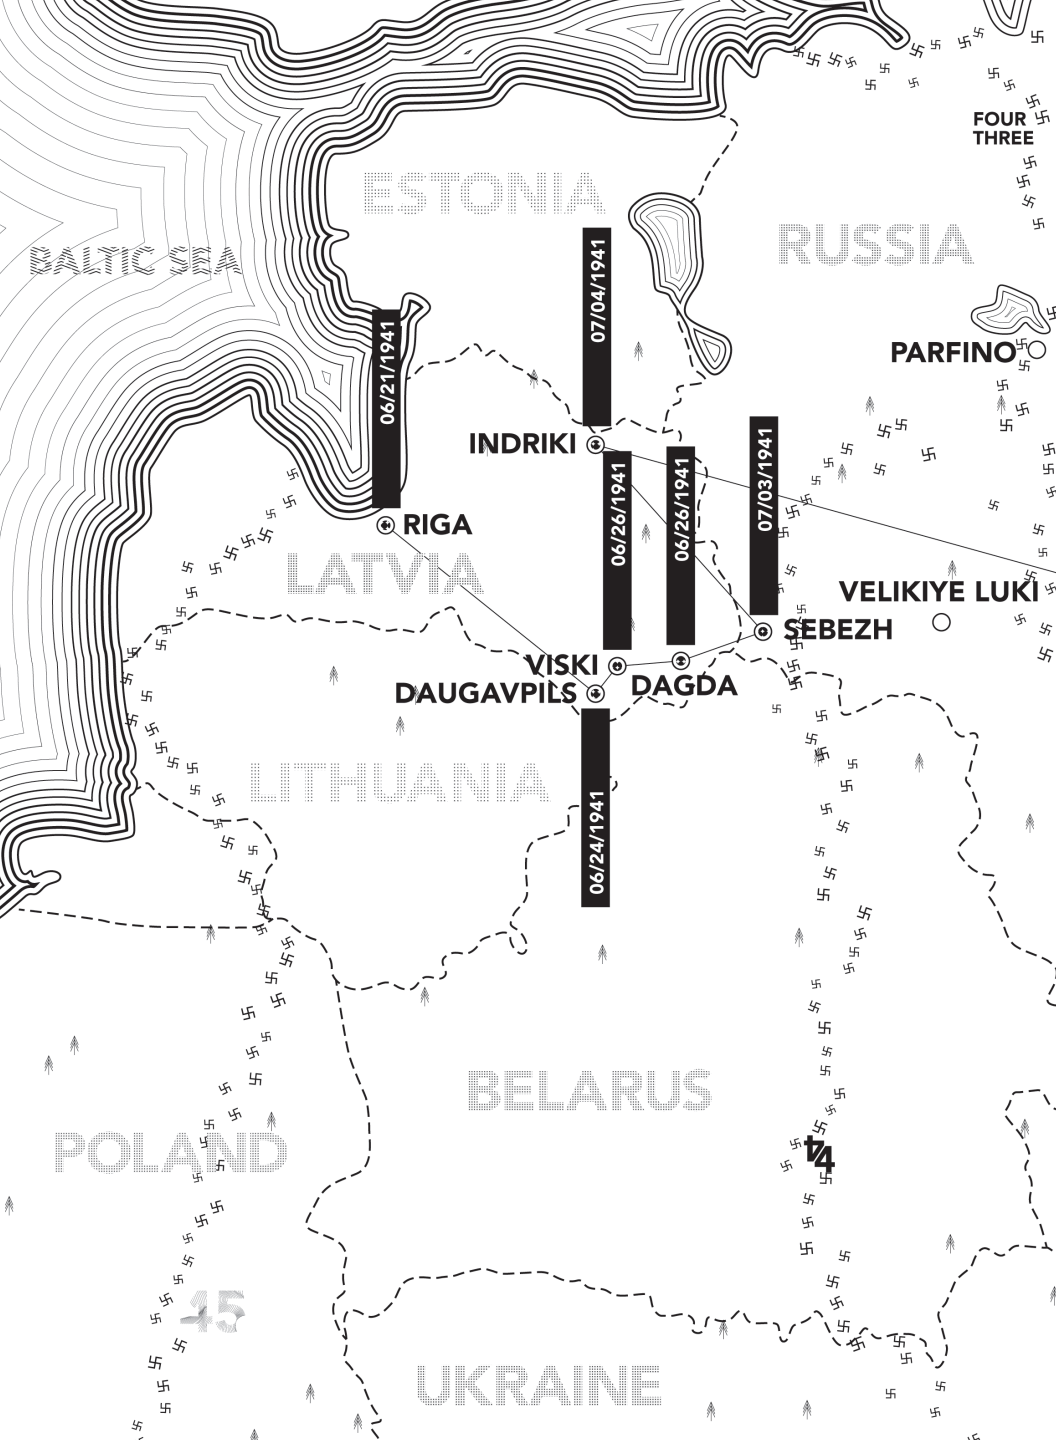 FOUR
THREE
ESTONIA
RUSSIA
BALTIC SEA
07/04/1941
06/21/1941
PARFINO
INDRIKI
06/26/1941
06/26/1941
07/03/1941
RIGA
LATVIA
VELIKIYE LUKI
SEBEZH
VISKI
DAGDA
DAUGAVPILS
LITHUANIA
06/24/1941
BELARUS
POLAND
44
45
UKRAINE